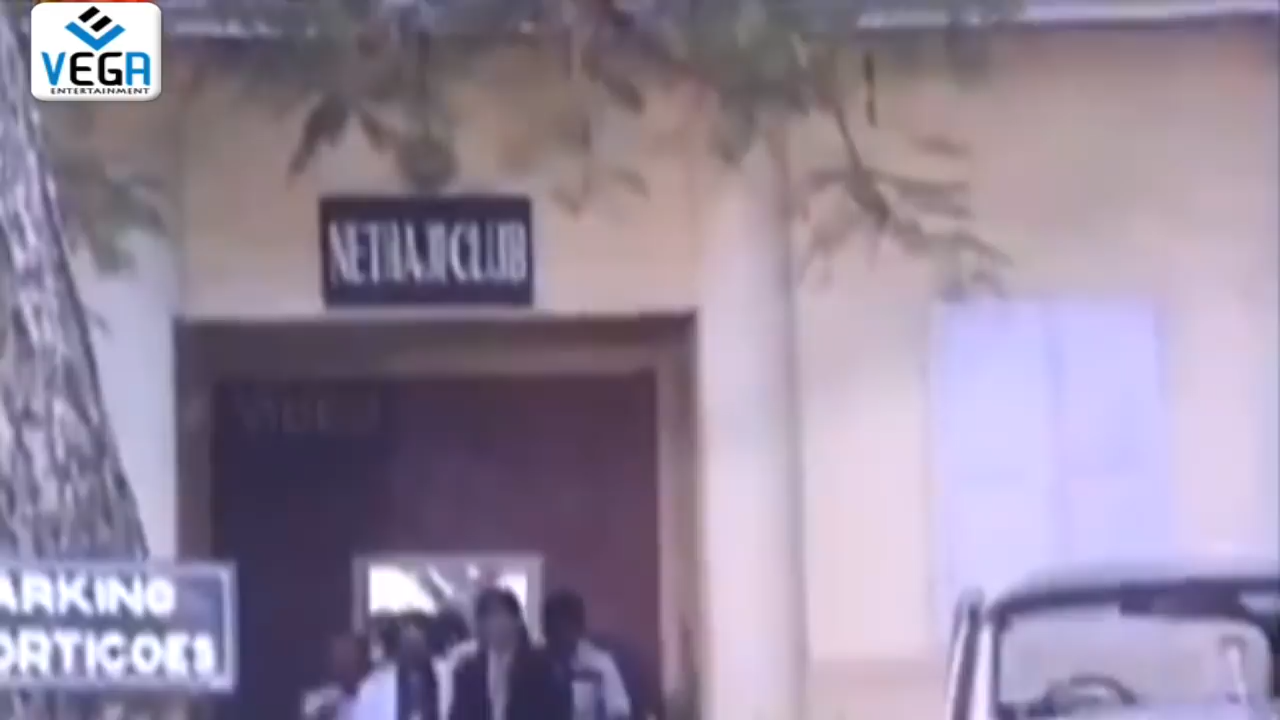 VEGA
ENTERTAINMENT
NETHAJI CLUB
ARKING
ORTICOES